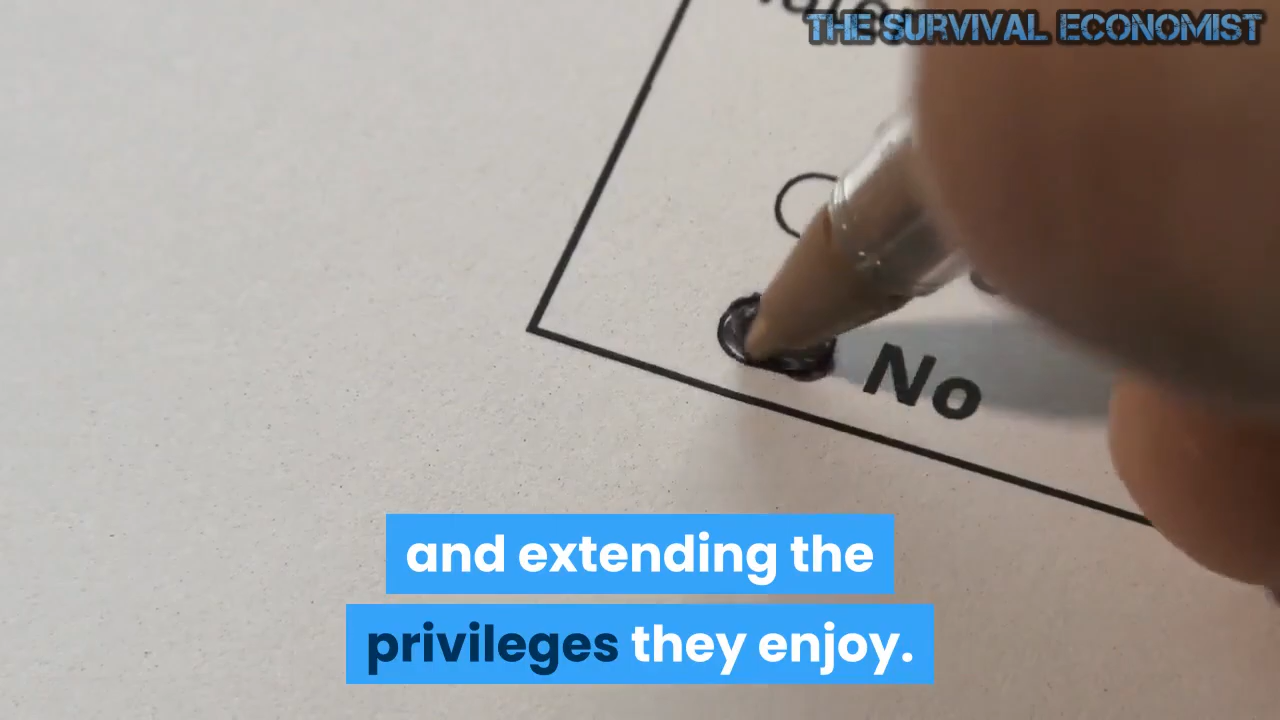 THE SURVIVAL ECONOMIST
No
and extending the
privileges they enjoy.